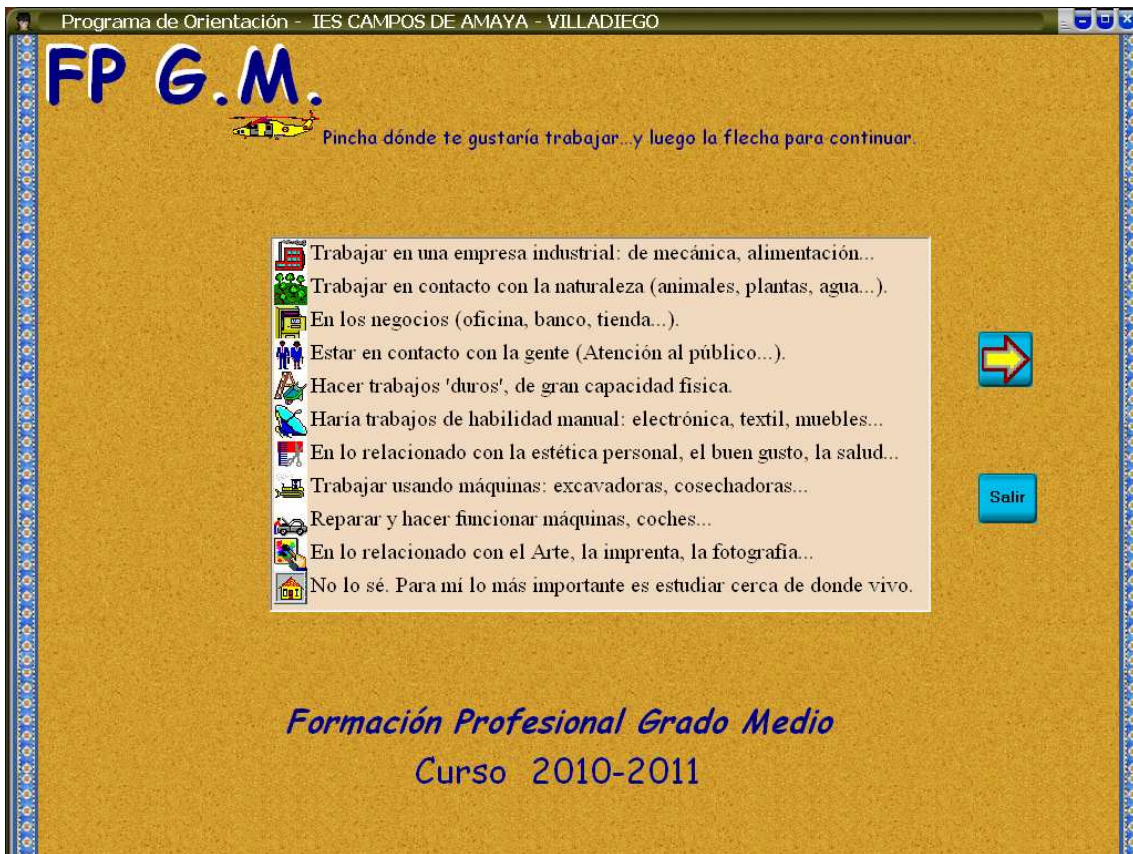 Programa de Orientación - IES CAMPOS DE AMAYA - VILLADIEGO
FP G.M.
Pincha dónde te gustaría trabajar...y luego la flecha para continuar.
Trabajar en una empresa industrial: de mecánica, alimentación...
Trabajar en contacto con la naturaleza (animales, plantas, agua...).
En los negocios (oficina, banco, tienda...).
Estar en contacto con la gente (Atención al público...).
Hacer trabajos 'duros', de gran capacidad física.
Haría trabajos de habilidad manual: electrónica, textil, muebles...
En lo relacionado con la estética personal, el buen gusto, la salud...
Trabajar usando máquinas: excavadoras, cosechadoras...
Reparar y hacer funcionar máquinas, coches...
En lo relacionado con el Arte, la imprenta, la fotografía...
No lo sé. Para mí lo más importante es estudiar cerca de donde vivo.
Salir
Formación Profesional Grado Medio
Curso 2010-2011